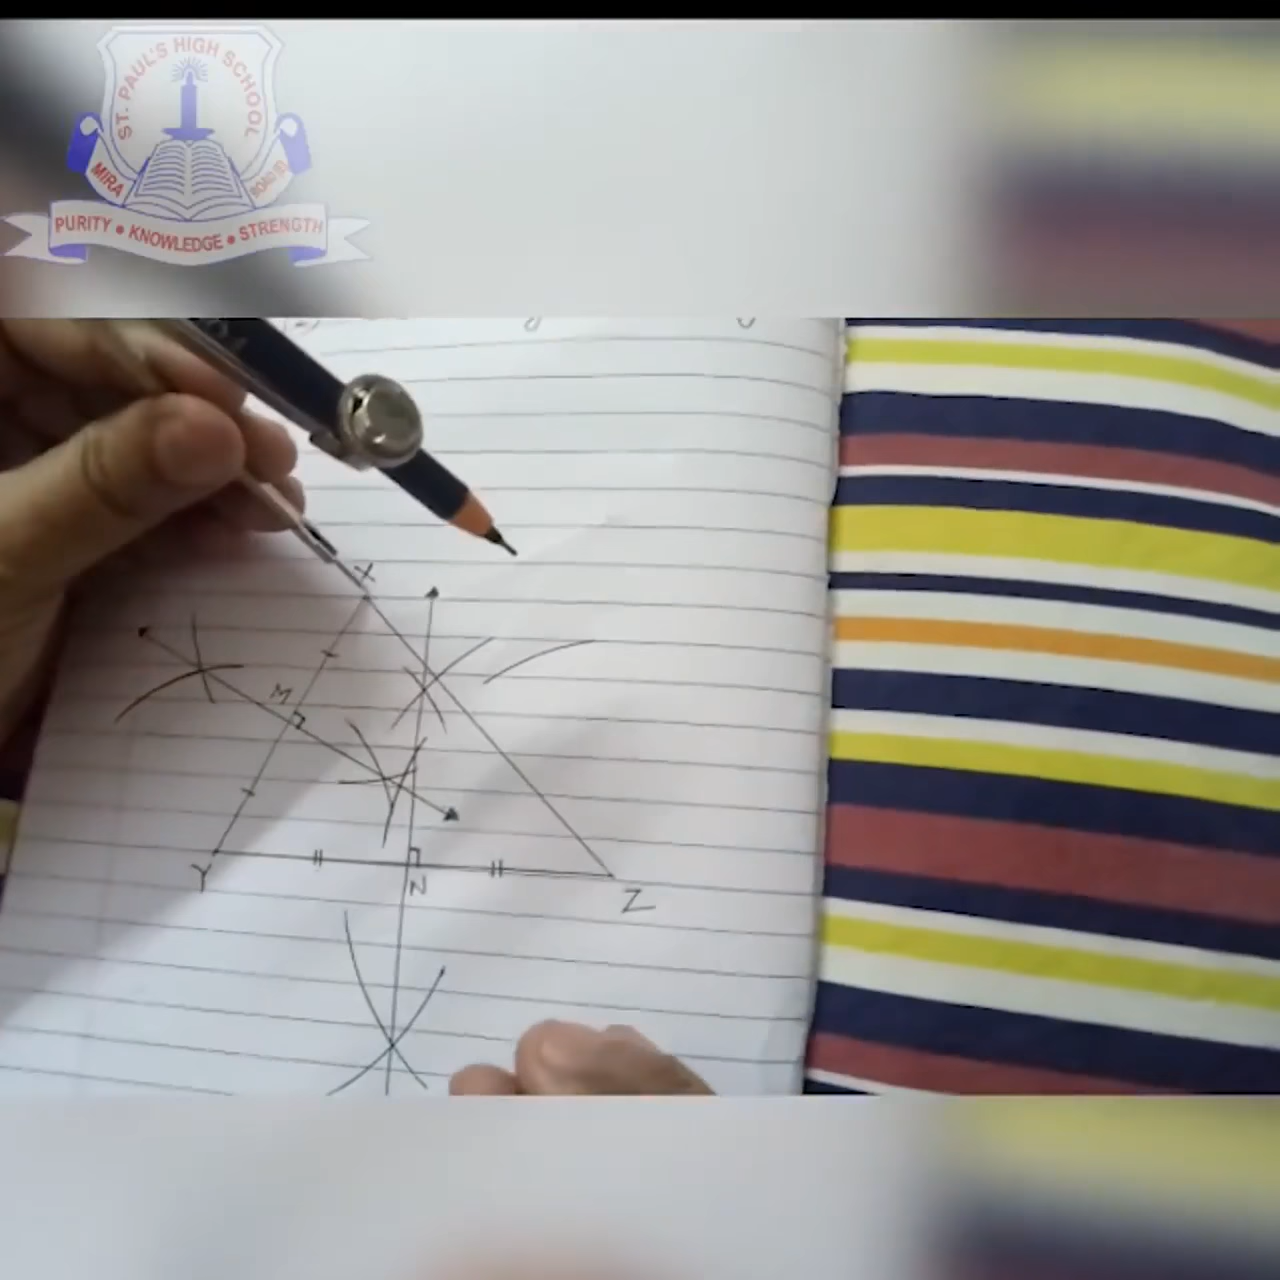 ST. PAUL'S HIGH SCHOOL
MIRA
ROAD (E)
PURITY • KNOWLEDGE • STRENGTH
X
M
Y
N
Z